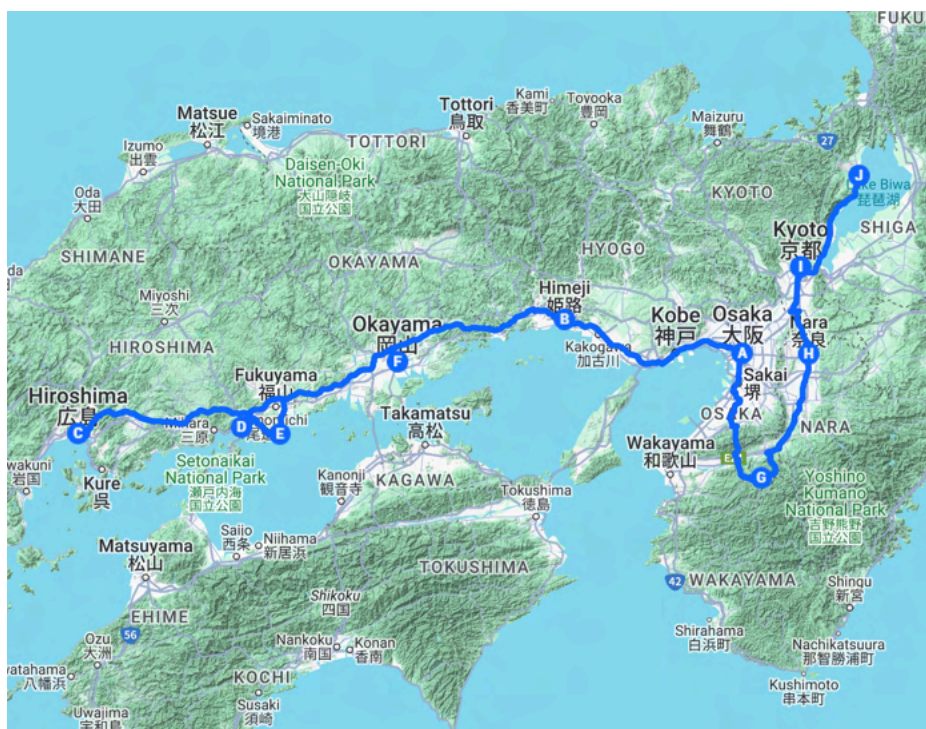 FUKU
Kami
香美町
Toyooka
豊岡
Tottori
鳥取
Maizuru
舞鶴
Matsue
松江
Sakaiminato
境港
27
Izumo
出雲
TOTTORI
Daisen-Oki
National Park
大山隠岐
国立公園
J
Lake Biwa
琵琶湖
KYOTO
Oda
大田
SHIGA
Kyoto
京都
HYOGO
SHIMANE
OKAYAMA
I
Himeji
姫路
Miyoshi
三次
B
Kobe
神戸
Osaka
大阪
Okayama
岡山
Nara
奈良
HIROSHIMA
Kakogawa
加古川
A
H
F
Sakai
堺
Fukuyama
福山
Hiroshima
広島
OSAKA
Takamatsu
高松
D
C
E
Mihara
三原
NARA
Wakayama
和歌山
Setonaikai
National Park
瀬戸内海
国立公園
Kanonji
観音寺
KAGAWA
G
Yoshino
Kumano
National Park
吉野熊野
国立公園
岩国
Kure
呉
Tokushima
徳島
Saijo
西条
Niihama
新居浜
Matsuyama
松山
TOKUSHIMA
42
WAKAYAMA
Shingu
新宮
Shikoku
四国
EHIME
56
Shirahama
白浜町
Ozu
大洲
Nankoku
南国
Konan
香南
Nachikatsuura
那智勝浦町
八幡浜
KOCHI
Kushimoto
串本町
Susaki
須崎
Uwajima
宇和島